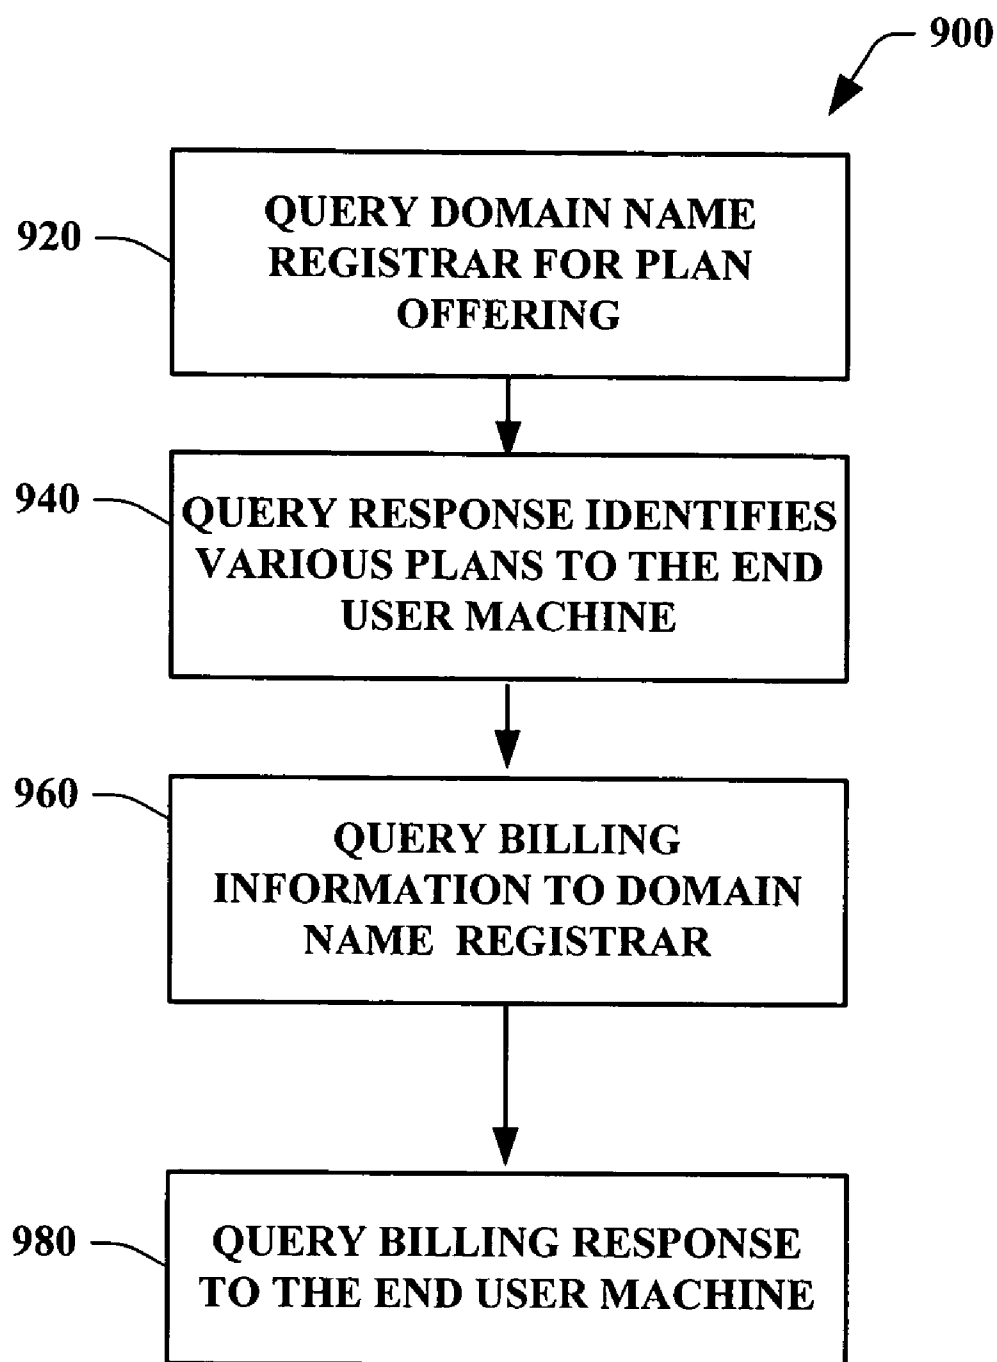 900
920
QUERY DOMAIN NAME
REGISTRAR FOR PLAN
OFFERING
940
QUERY RESPONSE IDENTIFIES
VARIOUS PLANS TO THE END
USER MACHINE
960
QUERY BILLING
INFORMATION TO DOMAIN
NAME REGISTRAR
980
QUERY BILLING RESPONSE
TO THE END USER MACHINE